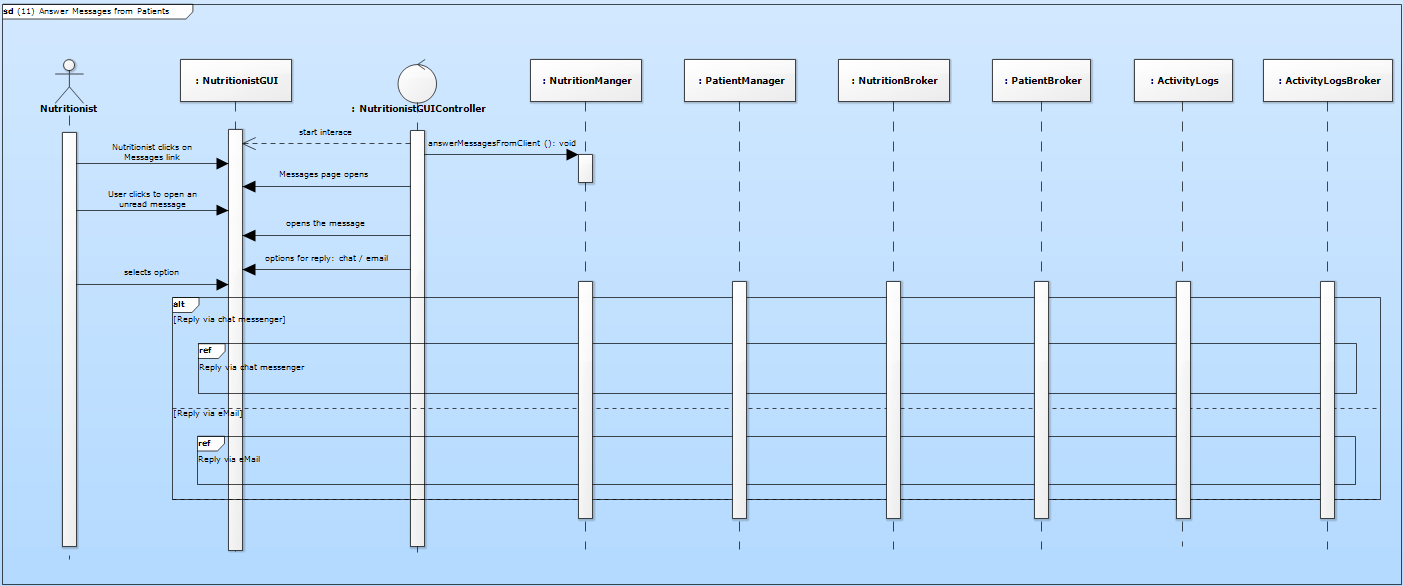 sd (11) Answer Messages from Patients
Nutritionist
: NutritionistGUI
: NutritionistGUIController
: NutritionManger
: PatientManager
: NutritionBroker
: PatientBroker
: ActivityLogs
: ActivityLogsBroker
start interace
answerMessagesFromClient (): void
Nutritionist clicks on
Messages link
Messages page opens
User clicks to open an
unread message
opens the message
options for reply: chat / email
selects option
alt
[Reply via chat messenger]
ref
Reply via chat messenger
[Reply via eMail]
ref
Reply via eMail